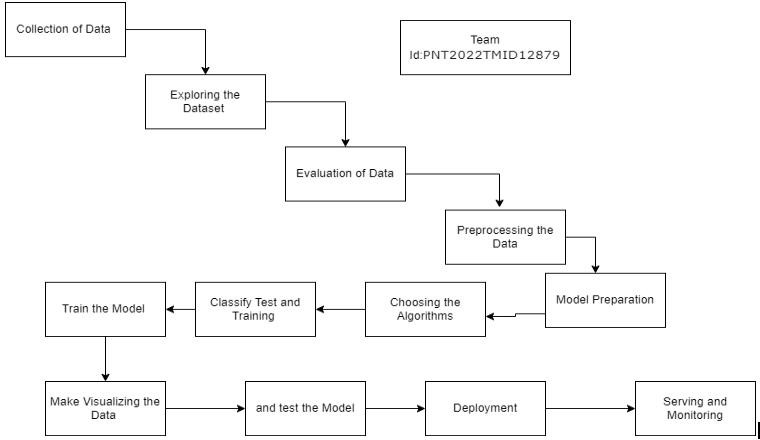 Collection of Data
Team
Id:PNT2022TMID12879
Exploring the
Dataset
Evaluation of Data
Preprocessing the
Data
Model Preparation
Choosing the
Algorithms
Classify Test and
Training
Train the Model
Make Visualizing the
Data
and test the Model
Deployment
Serving and
Monitoring